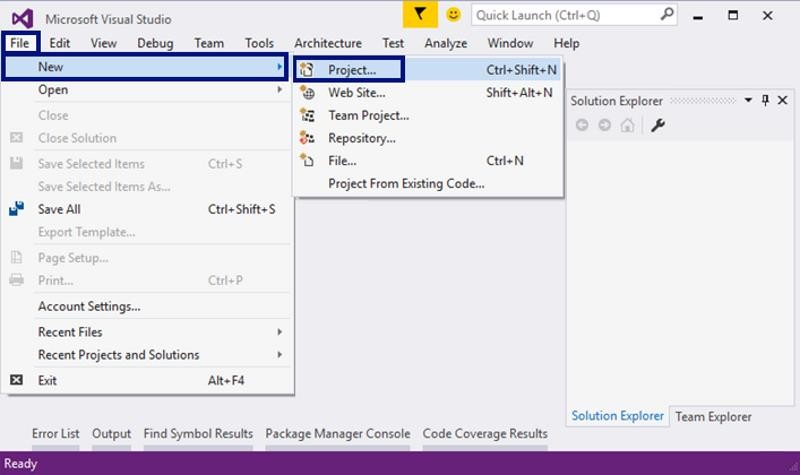 Microsoft Visual Studio
Quick Launch (Ctrl+Q)
File Edit View Debug Team Tools Architecture Test Analyze Window Help
New
Open
Close
Close Solution
Save Selected Items Ctrl+S
Save Selected Items As...
Save All Ctrl+Shift+S
Export Template...
Page Setup...
Print... Ctrl+P
Account Settings...
Recent Files
Recent Projects and Solutions
Exit Alt+F4
Project... Ctrl+Shift+N
Web Site... Shift+Alt+N
Team Project...
Repository...
File... Ctrl+N
Project From Existing Code...
Solution Explorer
Solution Explorer Team Explorer
Error List Output Find Symbol Results Package Manager Console Code Coverage Results
Ready